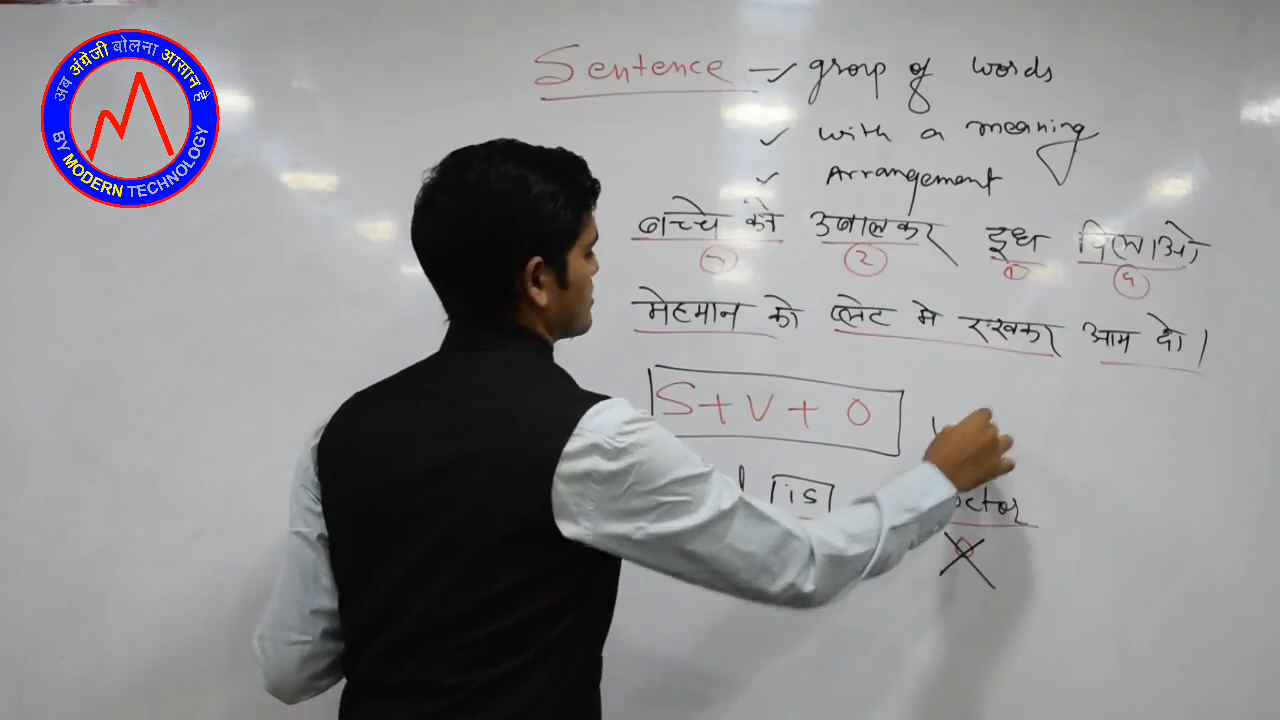 अब अंग्रेजी बोलना आसान है
BY MODERN TECHNOLOGY
Sentence - ✓ group of words
✓ with a meaning
✓ Arrangement
बच्चे को उबालकर दूध पिलाओ
2
मेहमान को प्लेट मे रखकर आम दो।
S + V + O
is